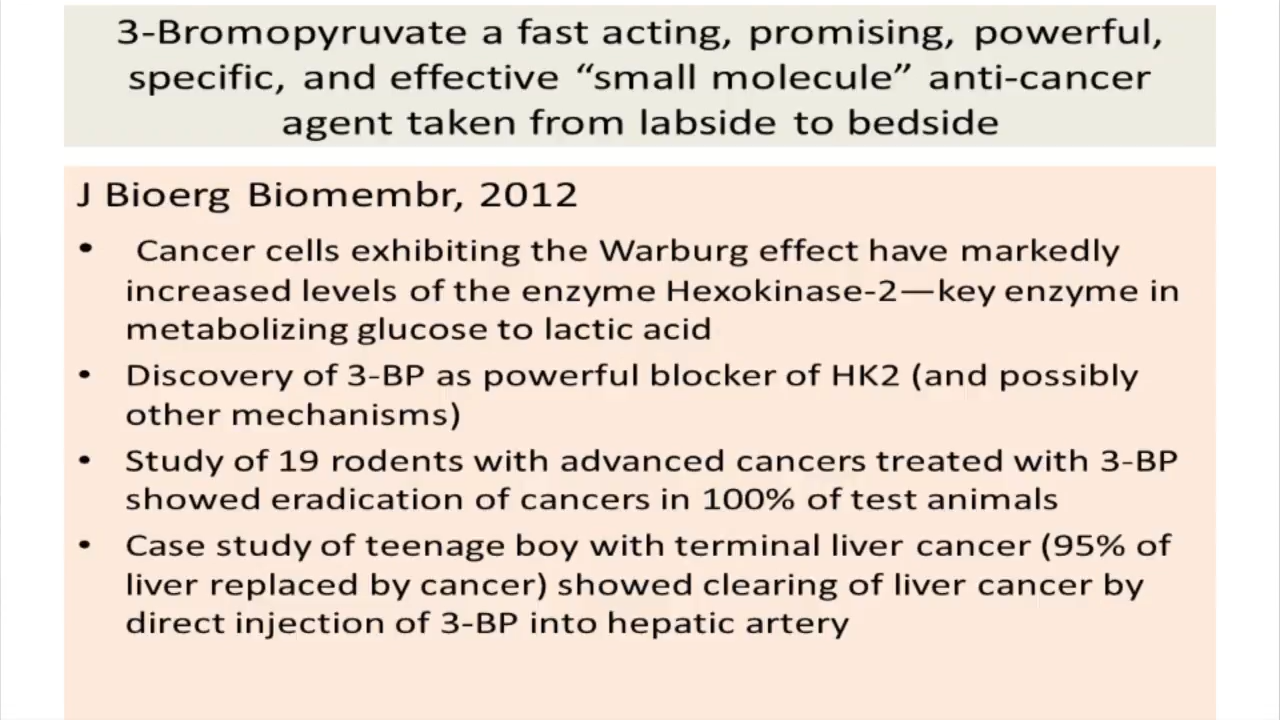 3-Bromopyruvate a fast acting, promising, powerful,
specific, and effective “small molecule” anti-cancer
agent taken from labside to bedside
J Bioerg Biomembr, 2012
• Cancer cells exhibiting the Warburg effect have markedly
increased levels of the enzyme Hexokinase-2—key enzyme in
metabolizing glucose to lactic acid
• Discovery of 3-BP as powerful blocker of HK2 (and possibly
other mechanisms)
• Study of 19 rodents with advanced cancers treated with 3-BP
showed eradication of cancers in 100% of test animals
• Case study of teenage boy with terminal liver cancer (95% of
liver replaced by cancer) showed clearing of liver cancer by
direct injection of 3-BP into hepatic artery